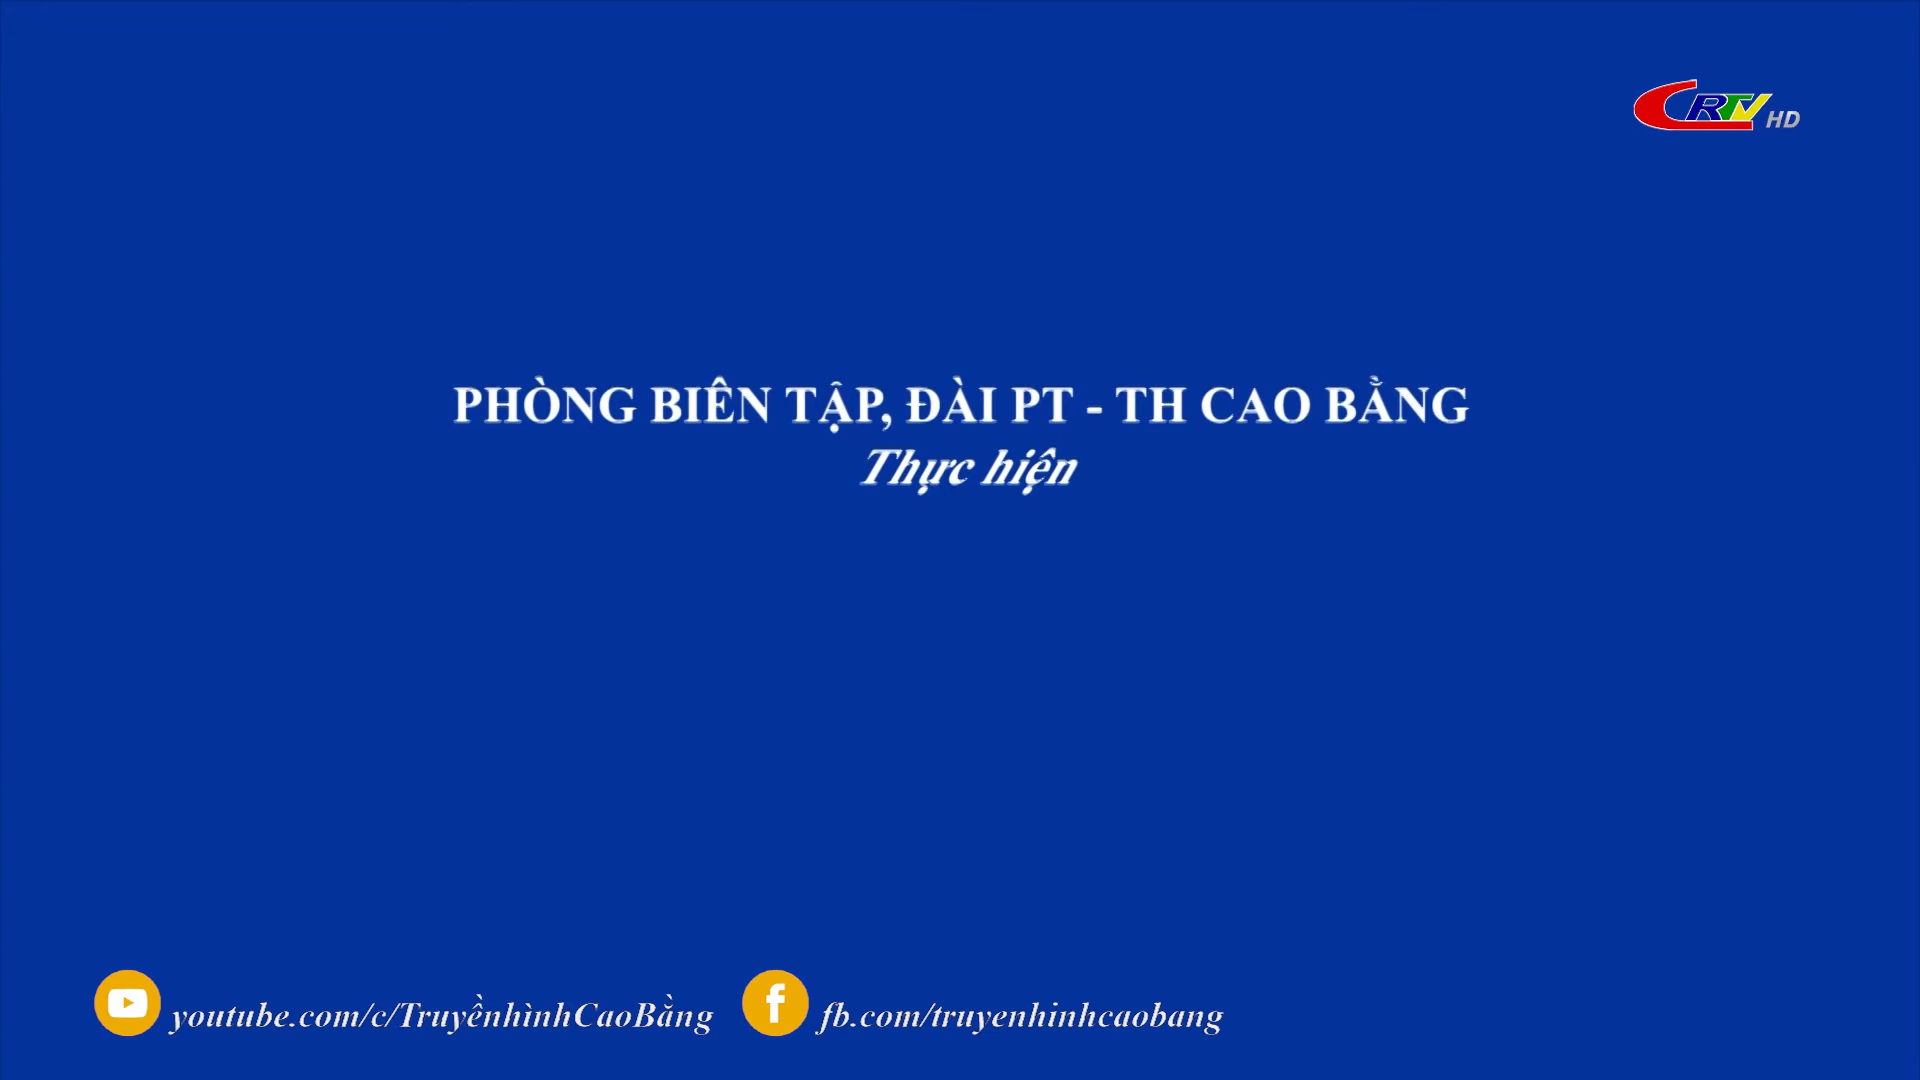 CRTV HD
PHÒNG BIÊN TẬP, ĐÀI PT - TH CAO BẰNG
Thực hiện
youtube.com/c/TruyềnhìnhCaoBằng
fb.com/truyenhinhcaobang